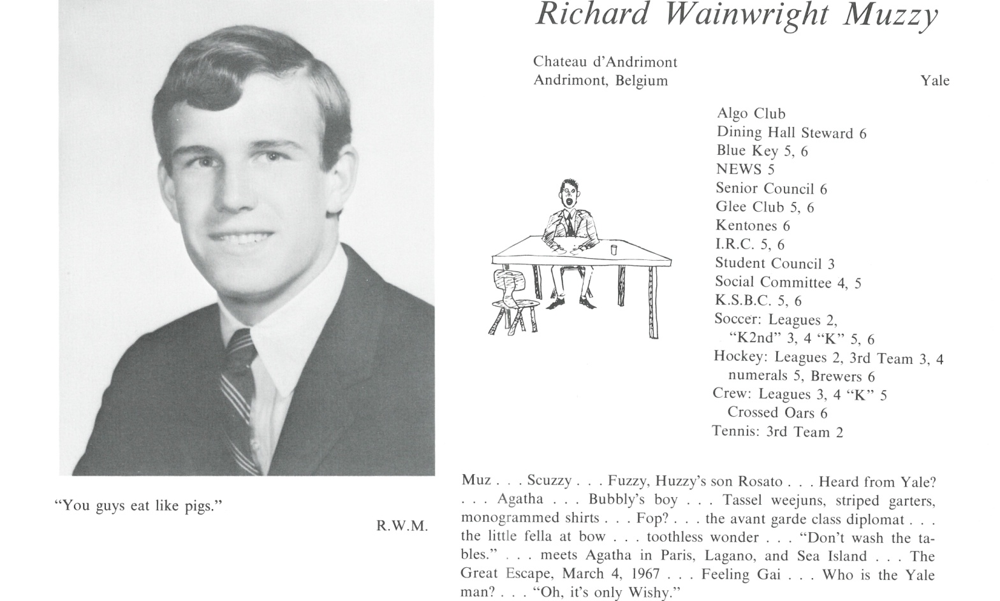 Richard Wainwright Muzzy
Chateau d'Andrimont
Andrimont, Belgium
Yale
Algo Club
Dining Hall Steward 6
Blue Key 5, 6
NEWS 5
Senior Council 6
Glee Club 5, 6
Kentones 6
I.R.C. 5, 6
Student Council 3
Social Committee 4, 5
K.S.B.C. 5, 6
Soccer: Leagues 2,
“K2nd” 3, 4 “K” 5, 6
Hockey: Leagues 2, 3rd Team 3, 4
numerals 5, Brewers 6
Crew: Leagues 3, 4 “K” 5
Crossed Oars 6
Tennis: 3rd Team 2
“You guys eat like pigs.”
R.W.M.
Muz . . . Scuzzy . . . Fuzzy, Huzzy's son Rosato . . . Heard from Yale?
. . . Agatha . . . Bubbly's boy . . . Tassel weejuns, striped garters,
monogrammed shirts . . . Fop? . . . the avant garde class diplomat . . .
the little fella at bow . . . toothless wonder . . . “Don't wash the ta-
bles.” . . . meets Agatha in Paris, Lagano, and Sea Island . . . The
Great Escape, March 4, 1967 . . . Feeling Gai . . . Who is the Yale
man? . . . “Oh, it's only Wishy.”